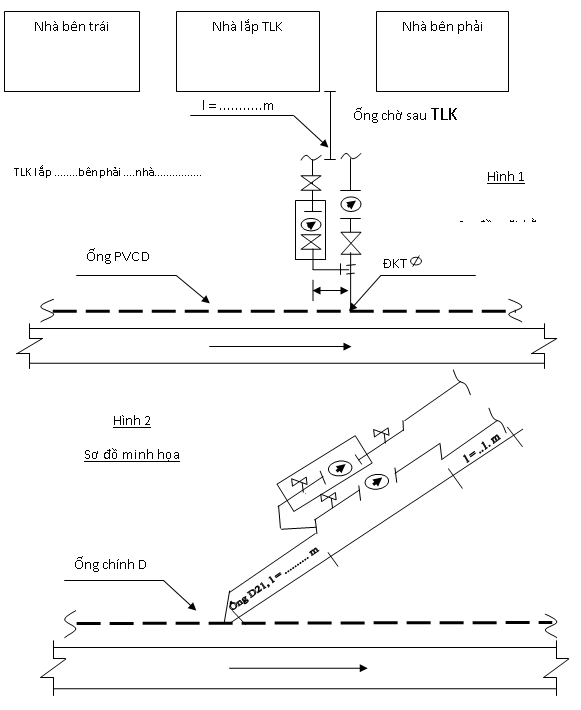 Nhà bên trái
Nhà lắp TLK
Nhà bên phải
l = ...........m
Ống chờ sau TLK
TLK lắp ........bên phải ....nhà................
Hình 1
Ống PVCD
ĐKT Ø
Hình 2
Sơ đồ minh họa
l = ..1. m
Ống D21, l = .......... m
Ống chính D